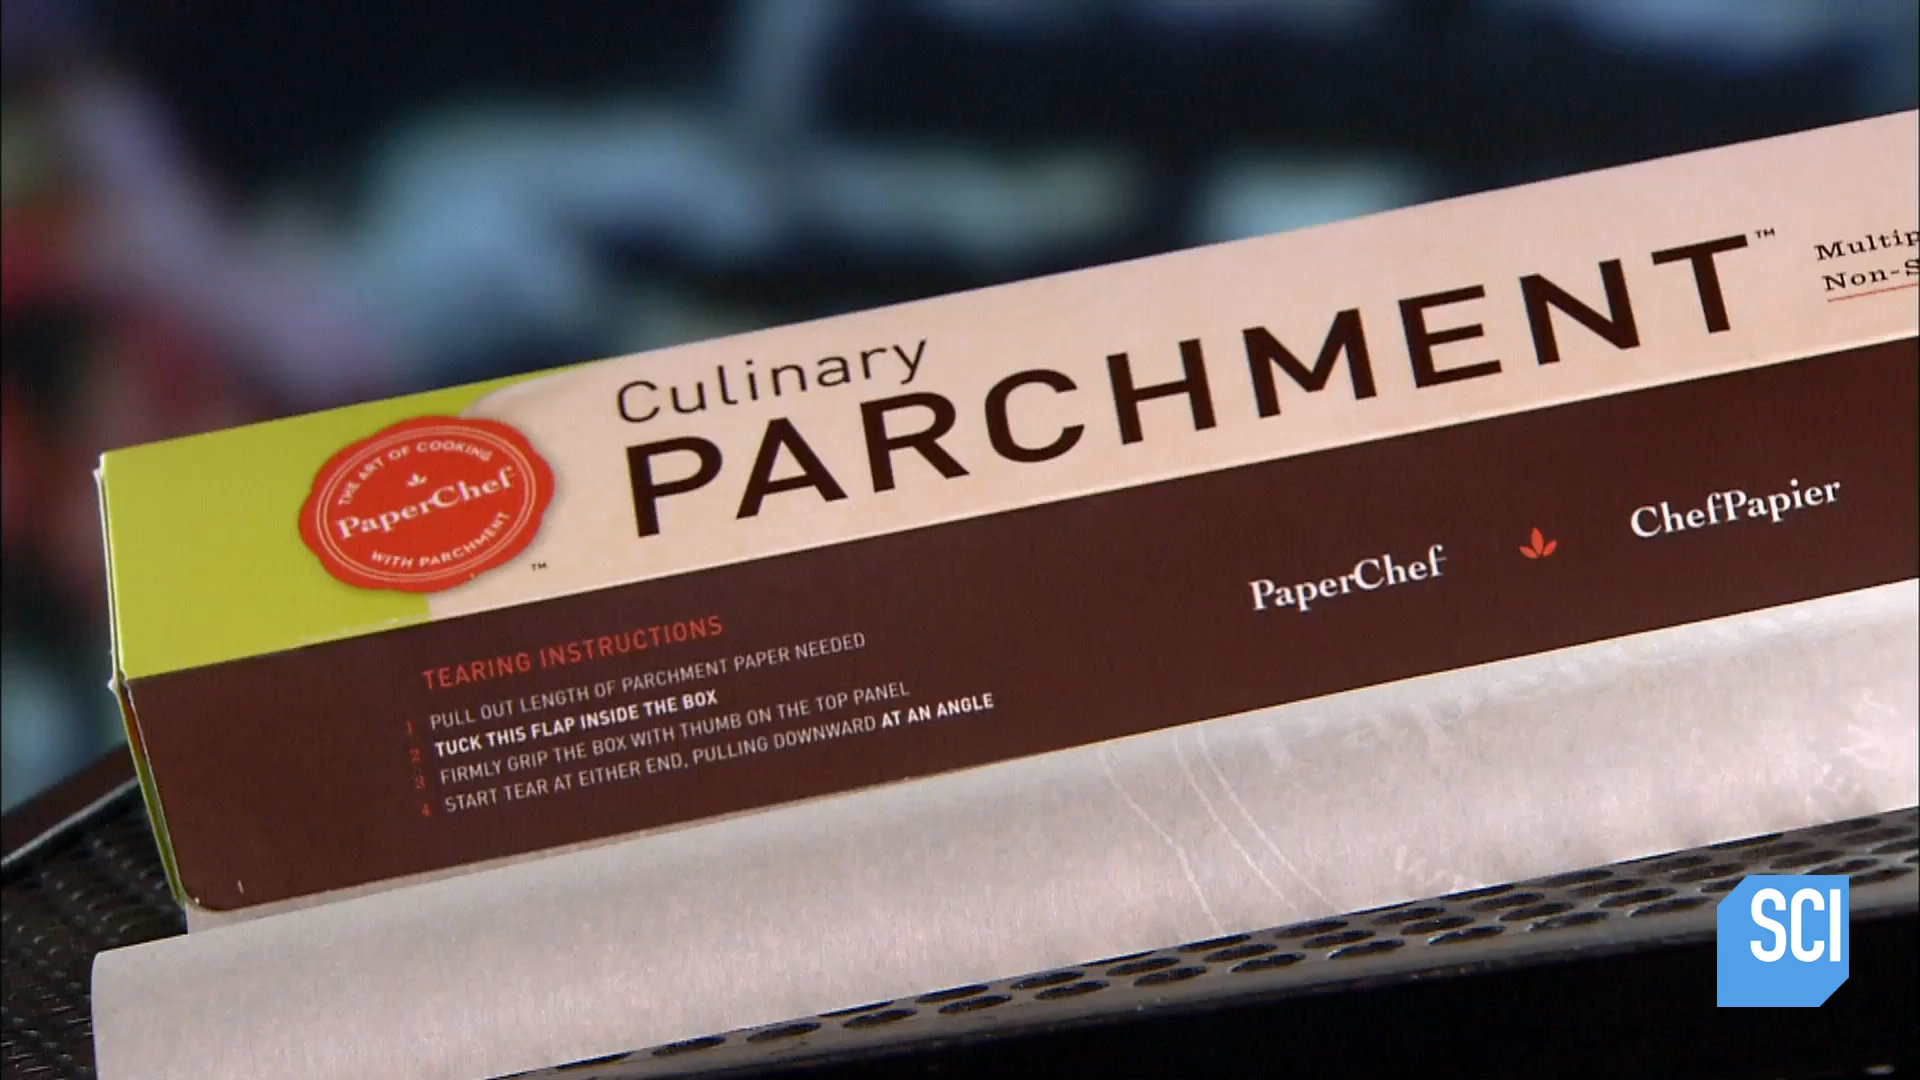 Culinary
PARCHMENT™
THE ART OF COOKING
PaperChef
WITH PARCHMENT
™
TEARING INSTRUCTIONS
1 PULL OUT LENGTH OF PARCHMENT PAPER NEEDED
2 TUCK THIS FLAP INSIDE THE BOX
3 FIRMLY GRIP THE BOX WITH THUMB ON THE TOP PANEL
4 START TEAR AT EITHER END, PULLING DOWNWARD AT AN ANGLE
PaperChef
ChefPapier
SCI